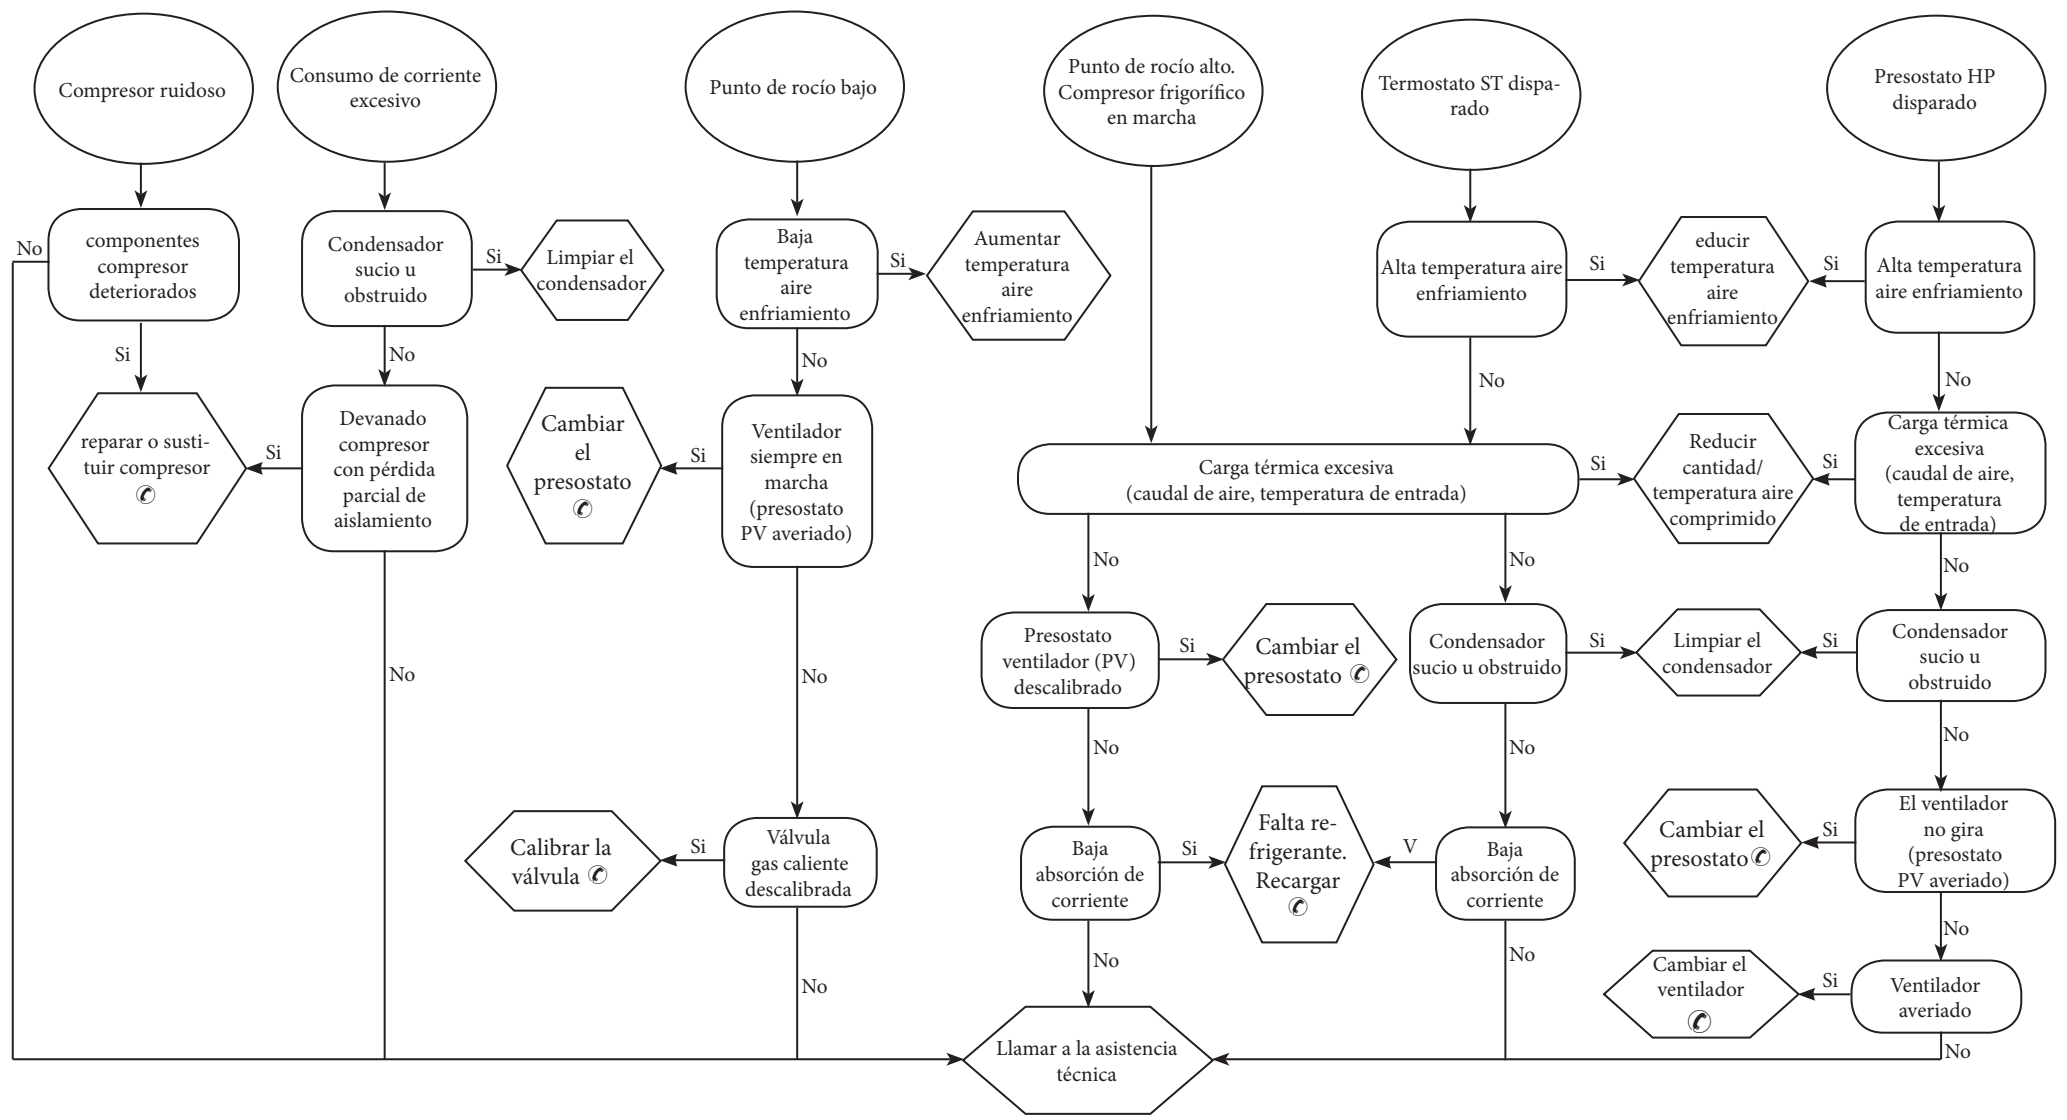 Compresor ruidoso
Consumo de corriente
excesivo
Punto de rocío bajo
Punto de rocío alto.
Compresor frigorífico
en marcha
Termostato ST dispa-
rado
Presostato HP
disparado
No
componentes
compresor
deteriorados
Si
reparar o susti-
tuir compresor
✆
Condensador
sucio u
obstruido
Si
Limpiar el
condensador
No
Devanado
compresor
con pérdida
parcial de
aislamiento
Si
No
Baja
temperatura
aire
enfriamiento
Si
Aumentar
temperatura
aire
enfriamiento
No
Ventilador
siempre en
marcha
(presostato
PV averiado)
Si
Cambiar
el
presostato
✆
No
Válvula
gas caliente
descalibrada
Si
Calibrar la
válvula ✆
No
Alta temperatura aire
enfriamiento
Si
educir
temperatura
aire
enfriamiento
Si
Alta temperatura
aire enfriamiento
No
No
Carga térmica excesiva
(caudal de aire, temperatura de entrada)
Si
Reducir
cantidad/
temperatura aire
comprimido
Si
Carga térmica
excesiva
(caudal de aire,
temperatura
de entrada)
No
No
No
Presostato
ventilador (PV)
descalibrado
Si
Cambiar el
presostato ✆
Condensador
sucio u obstruido
Si
Limpiar el
condensador
Si
Condensador
sucio u
obstruido
No
No
No
Baja
absorción de
corriente
Si
Falta re-
frigerante.
Recargar
✆
V
Baja
absorción de
corriente
Cambiar el
presostato ✆
Si
El ventilador
no gira
(presostato
PV averiado)
No
No
No
Cambiar el
ventilador
✆
Si
Ventilador
averiado
No
Llamar a la asistencia
técnica